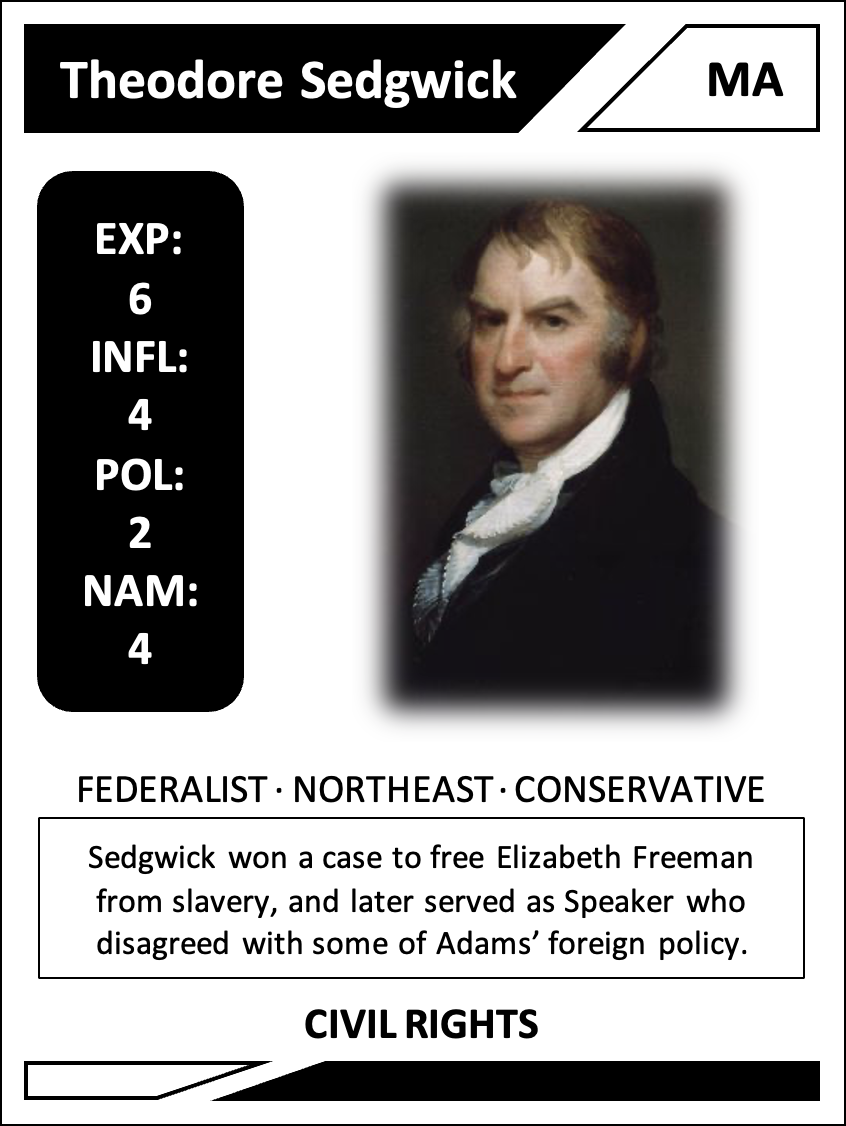 Theodore Sedgwick
MA
EXP:
6
INFL:
4
POL:
2
NAM:
4
FEDERALIST · NORTHEAST · CONSERVATIVE
Sedgwick won a case to free Elizabeth Freeman
from slavery, and later served as Speaker who
disagreed with some of Adams’ foreign policy.
CIVIL RIGHTS